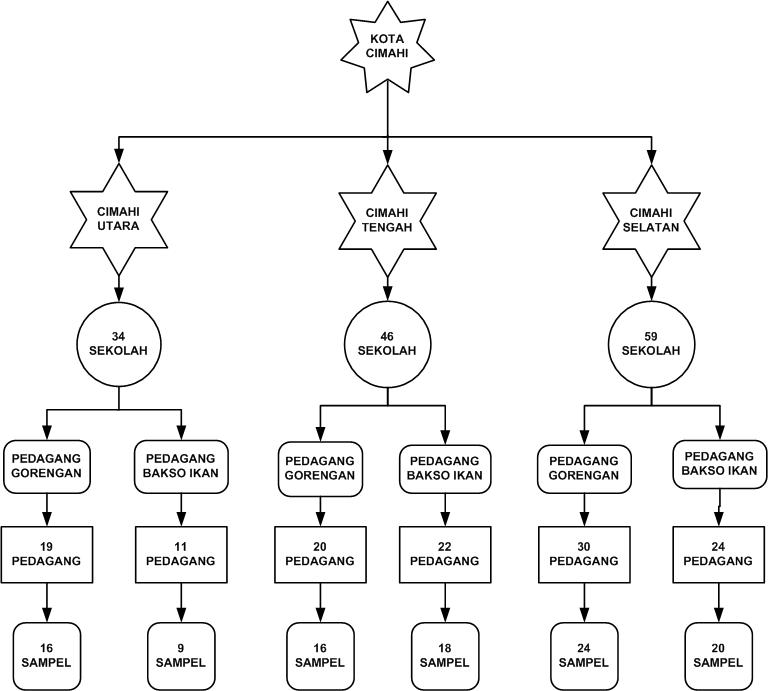 KOTA
CIMAHI
CIMAHI
UTARA
CIMAHI
TENGAH
CIMAHI
SELATAN
34
SEKOLAH
46
SEKOLAH
59
SEKOLAH
PEDAGANG
GORENGAN
PEDAGANG
BAKSO IKAN
PEDAGANG
GORENGAN
PEDAGANG
BAKSO IKAN
PEDAGANG
GORENGAN
PEDAGANG
BAKSO IKAN
19
PEDAGANG
11
PEDAGANG
20
PEDAGANG
22
PEDAGANG
30
PEDAGANG
24
PEDAGANG
16
SAMPEL
9
SAMPEL
16
SAMPEL
18
SAMPEL
24
SAMPEL
20
SAMPEL